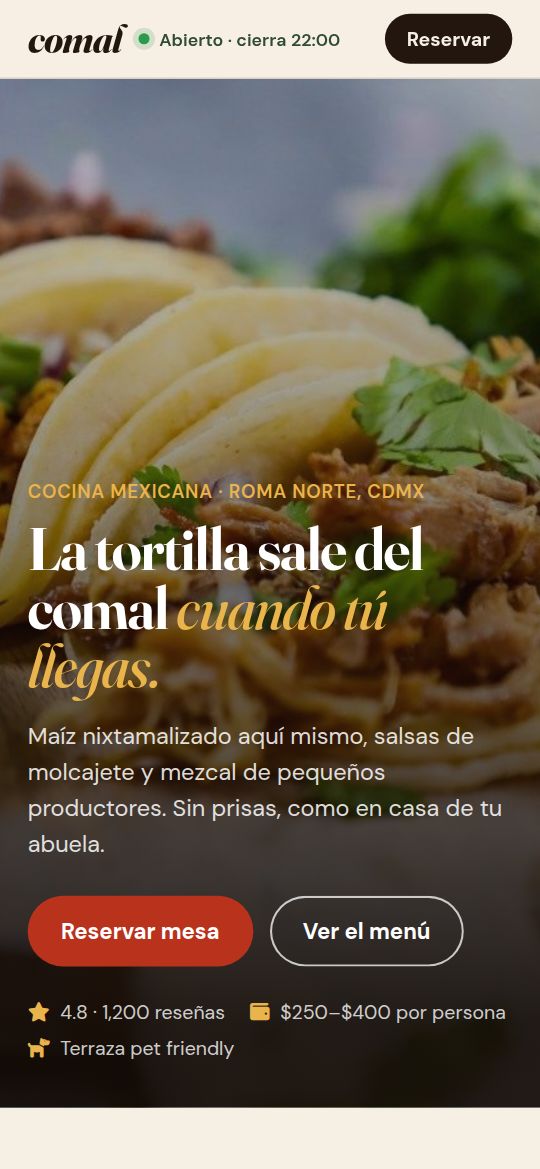 comal
Abierto · cierra 22:00
Reservar
COCINA MEXICANA · ROMA NORTE, CDMX
La tortilla sale del
comal cuando tú
llegas.
Maíz nixtamalizado aquí mismo, salsas de
molcajete y mezcal de pequeños
productores. Sin prisas, como en casa de tu
abuela.
Reservar mesa
Ver el menú
4.8 · 1,200 reseñas
$250–$400 por persona
Terraza pet friendly